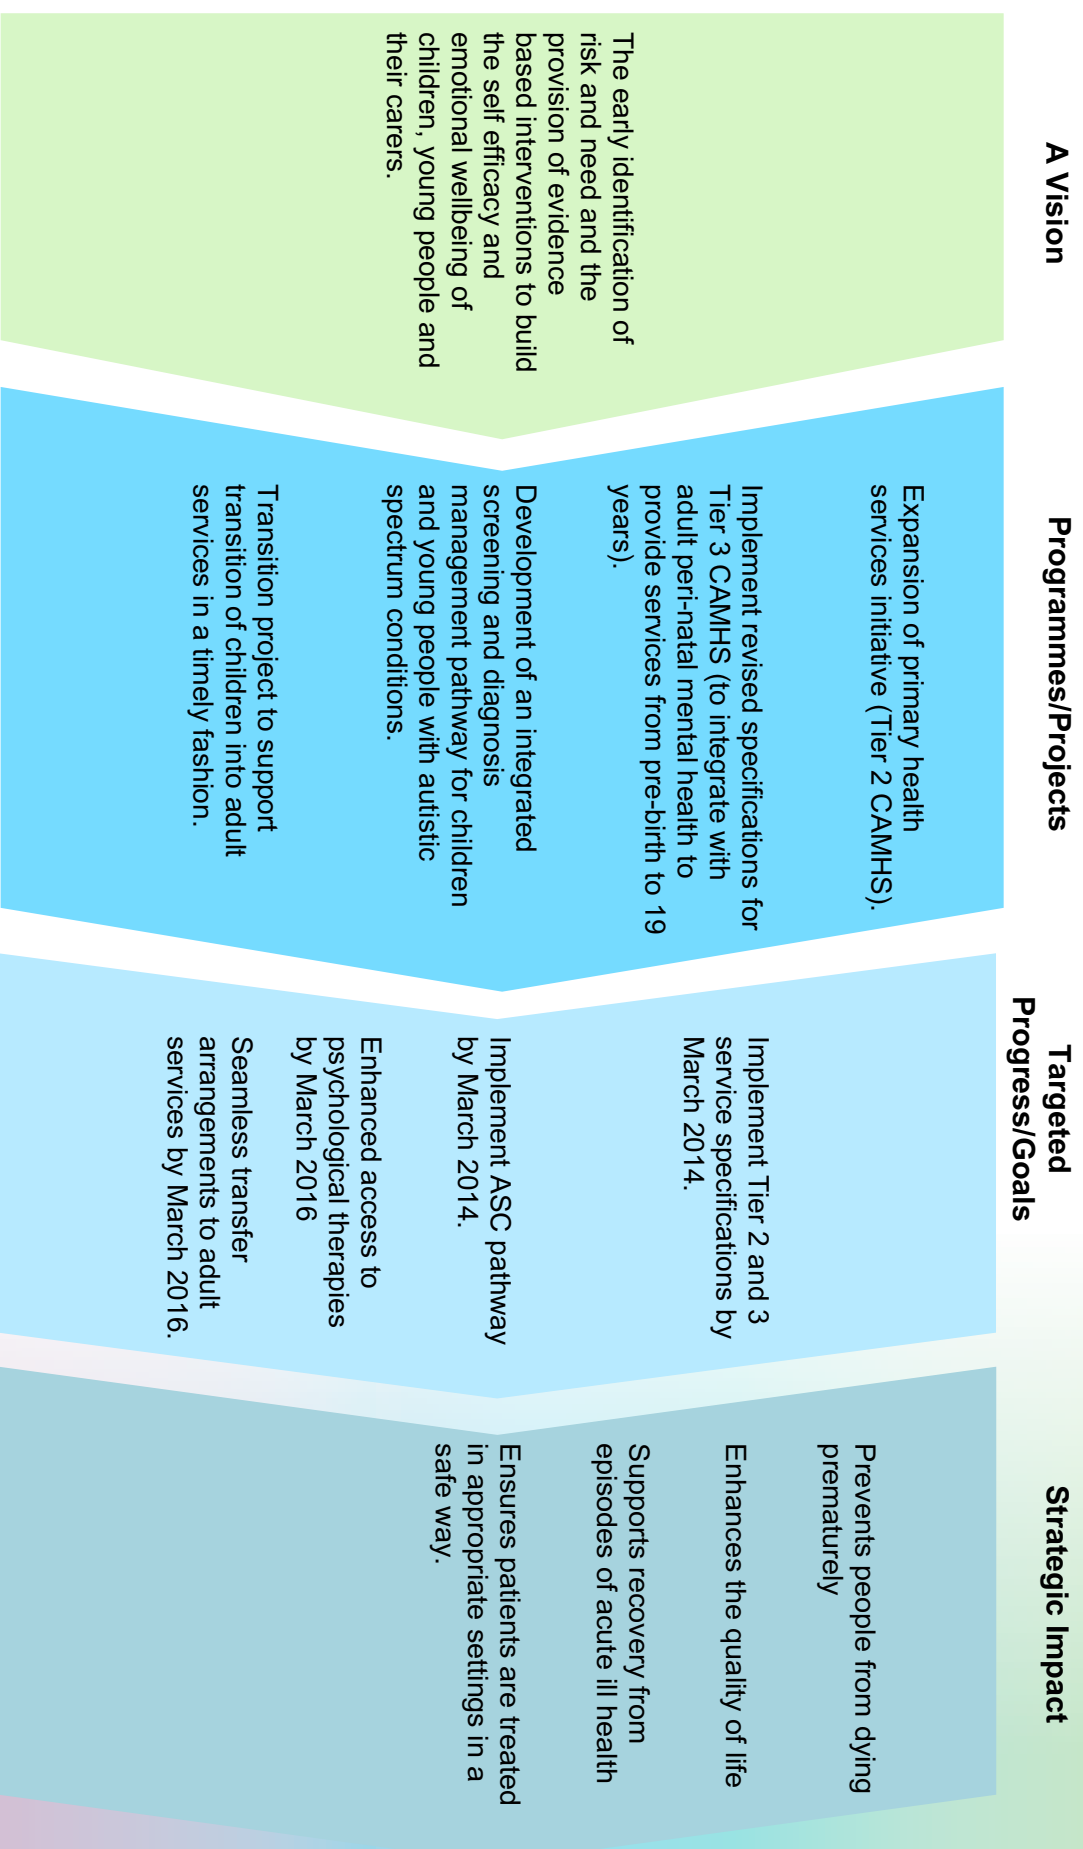 A Vision
The early identification of
risk and need and the
provision of evidence
based interventions to build
the self efficacy and
emotional wellbeing of
children, young people and
their carers.
Programmes/Projects
Expansion of primary health
services initiative (Tier 2 CAMHS).
Implement revised specifications for
Tier 3 CAMHS (to integrate with
adult peri-natal mental health to
provide services from pre-birth to 19
years).
Development of an integrated
screening and diagnosis
management pathway for children
and young people with autistic
spectrum conditions.
Transition project to support
transition of children into adult
services in a timely fashion.
Targeted
Progress/Goals
Implement Tier 2 and 3
service specifications by
March 2014.
Implement ASC pathway
by March 2014.
Enhanced access to
psychological therapies
by March 2016
Seamless transfer
arrangements to adult
services by March 2016.
Strategic Impact
Prevents people from dying
prematurely
Enhances the quality of life
Supports recovery from
episodes of acute ill health
Ensures patients are treated
in appropriate settings in a
safe way.